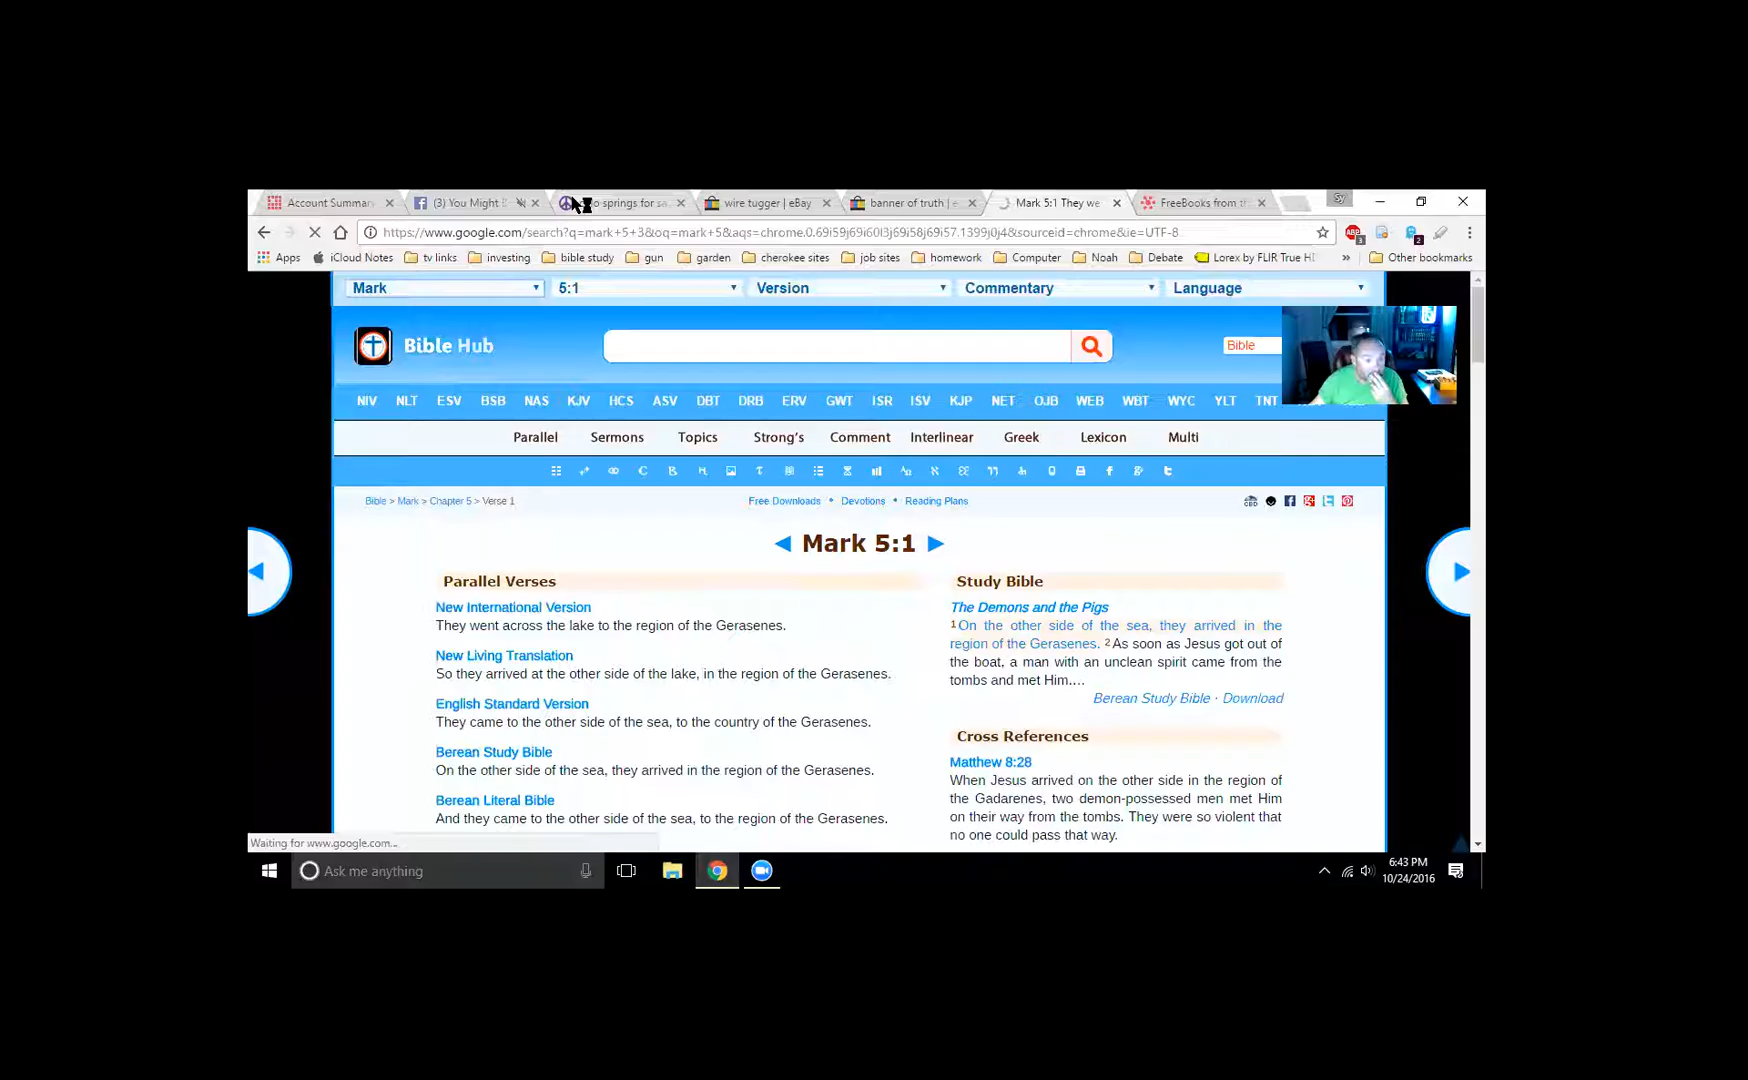 Account Summar
(3) You Might
o springs for sa
wire tugger | eBay
banner of truth | e
Mark 5:1 They we
FreeBooks from t
Sy
https://www.google.com/search?q=mark+5+3&oq=mark+5&aqs=chrome.0.69i59j69i60l3j69i58j69i57.1399j0j4&sourceid=chrome&ie=UTF-8
Apps iCloud Notes tv links investing bible study gun garden cherokee sites job sites homework Computer Noah Debate Lorex by FLIR True HD » Other bookmarks
Mark 5:1 Version Commentary Language
Bible Hub
Bible
NIV NLT ESV BSB NAS KJV HCS ASV DBT DRB ERV GWT ISR ISV KJP NET OJB WEB WBT WYC YLT TNT
Parallel Sermons Topics Strong's Comment Interlinear Greek Lexicon Multi
Bible > Mark > Chapter 5 > Verse 1
Free Downloads • Devotions • Reading Plans
Mark 5:1
Parallel Verses
New International Version
They went across the lake to the region of the Gerasenes.
New Living Translation
So they arrived at the other side of the lake, in the region of the Gerasenes.
English Standard Version
They came to the other side of the sea, to the country of the Gerasenes.
Berean Study Bible
On the other side of the sea, they arrived in the region of the Gerasenes.
Berean Literal Bible
And they came to the other side of the sea, to the region of the Gerasenes.
Study Bible
The Demons and the Pigs
1On the other side of the sea, they arrived in the
region of the Gerasenes. 2As soon as Jesus got out of
the boat, a man with an unclean spirit came from the
tombs and met Him....
Berean Study Bible · Download
Cross References
Matthew 8:28
When Jesus arrived on the other side in the region of
the Gadarenes, two demon-possessed men met Him
on their way from the tombs. They were so violent that
no one could pass that way.
Waiting for www.google.com...
Ask me anything
6:43 PM
10/24/2016